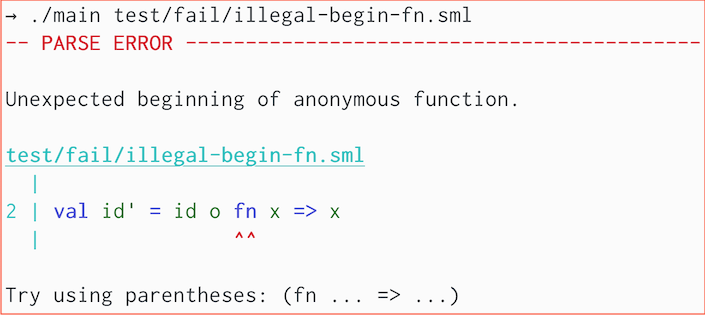 → ./main test/fail/illegal-begin-fn.sml
-- PARSE ERROR -------------------------------------------
Unexpected beginning of anonymous function.
test/fail/illegal-begin-fn.sml
|
2 | val id' = id o fn x => x
| ^^
Try using parentheses: (fn ... => ...)